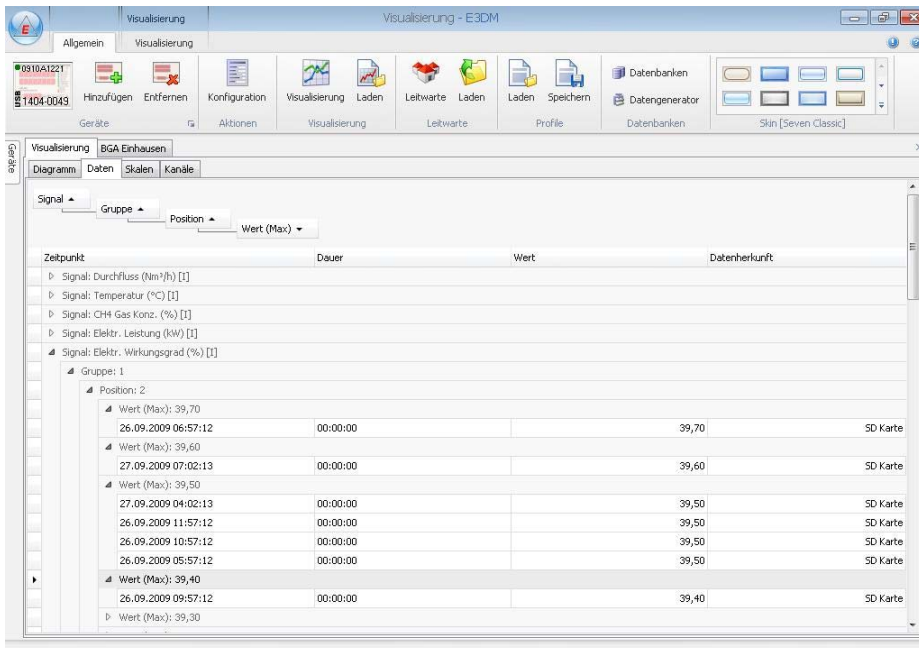 Visualisierung
Visualisierung - E3DM
Allgemein Visualisierung
0910A1221
1404-0049
Hinzufügen Entfernen Konfiguration Visualisierung Laden Leitwarte Laden Laden Speichern
Datenbanken
Datengenerator
Geräte Aktionen Visualisierung Leitwarte Profile Datenbanken Skin [Seven Classic]
Geräte
Visualisierung BGA Einhausen
Diagramm Daten Skalen Kanäle
Signal
Gruppe
Position
Wert (Max)
Zeitpunkt Dauer Wert Datenherkunft
Signal: Durchfluss (Nm³/h) [I]
Signal: Temperatur (°C) [I]
Signal: CH4 Gas Konz. (%) [I]
Signal: Elektr. Leistung (kW) [I]
Signal: Elektr. Wirkungsgrad (%) [I]
Gruppe: 1
Position: 2
Wert (Max): 39,70
26.09.2009 06:57:12 00:00:00 39,70 SD Karte
Wert (Max): 39,60
27.09.2009 07:02:13 00:00:00 39,60 SD Karte
Wert (Max): 39,50
27.09.2009 04:02:13 00:00:00 39,50 SD Karte
26.09.2009 11:57:12 00:00:00 39,50 SD Karte
26.09.2009 10:57:12 00:00:00 39,50 SD Karte
26.09.2009 05:57:12 00:00:00 39,50 SD Karte
Wert (Max): 39,40
26.09.2009 09:57:12 00:00:00 39,40 SD Karte
Wert (Max): 39,30